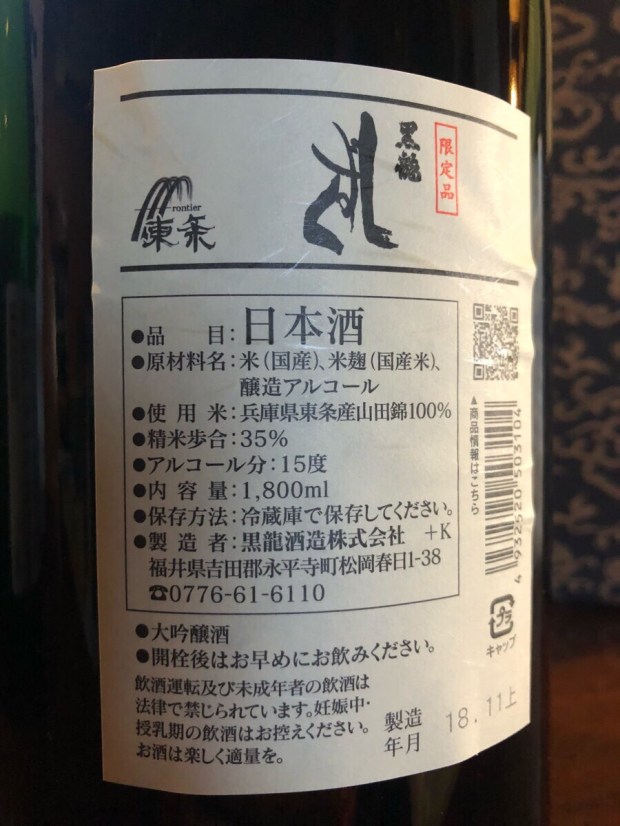 限定品
黒龍
Frontier
東条
●品　目：日本酒
●原材料名：米（国産）、米麹（国産米）、
醸造アルコール
●使用米：兵庫県東条産山田錦100%
●精米歩合：35%
●アルコール分：15度
●内容量：1,800ml
●保存方法：冷蔵庫で保存してください。
●製造者：黒龍酒造株式会社　+K
福井県吉田郡永平寺町松岡春日1-38
☎0776-61-6110
▲商品情報はこちら
4 932520 503104
プラ
キャップ
●大吟醸酒
●開栓後はお早めにお飲みください。
飲酒運転及び未成年者の飲酒は
法律で禁じられています。妊娠中・
授乳期の飲酒はお控えください。
お酒は楽しく適量を。
製造
年月
18.11上